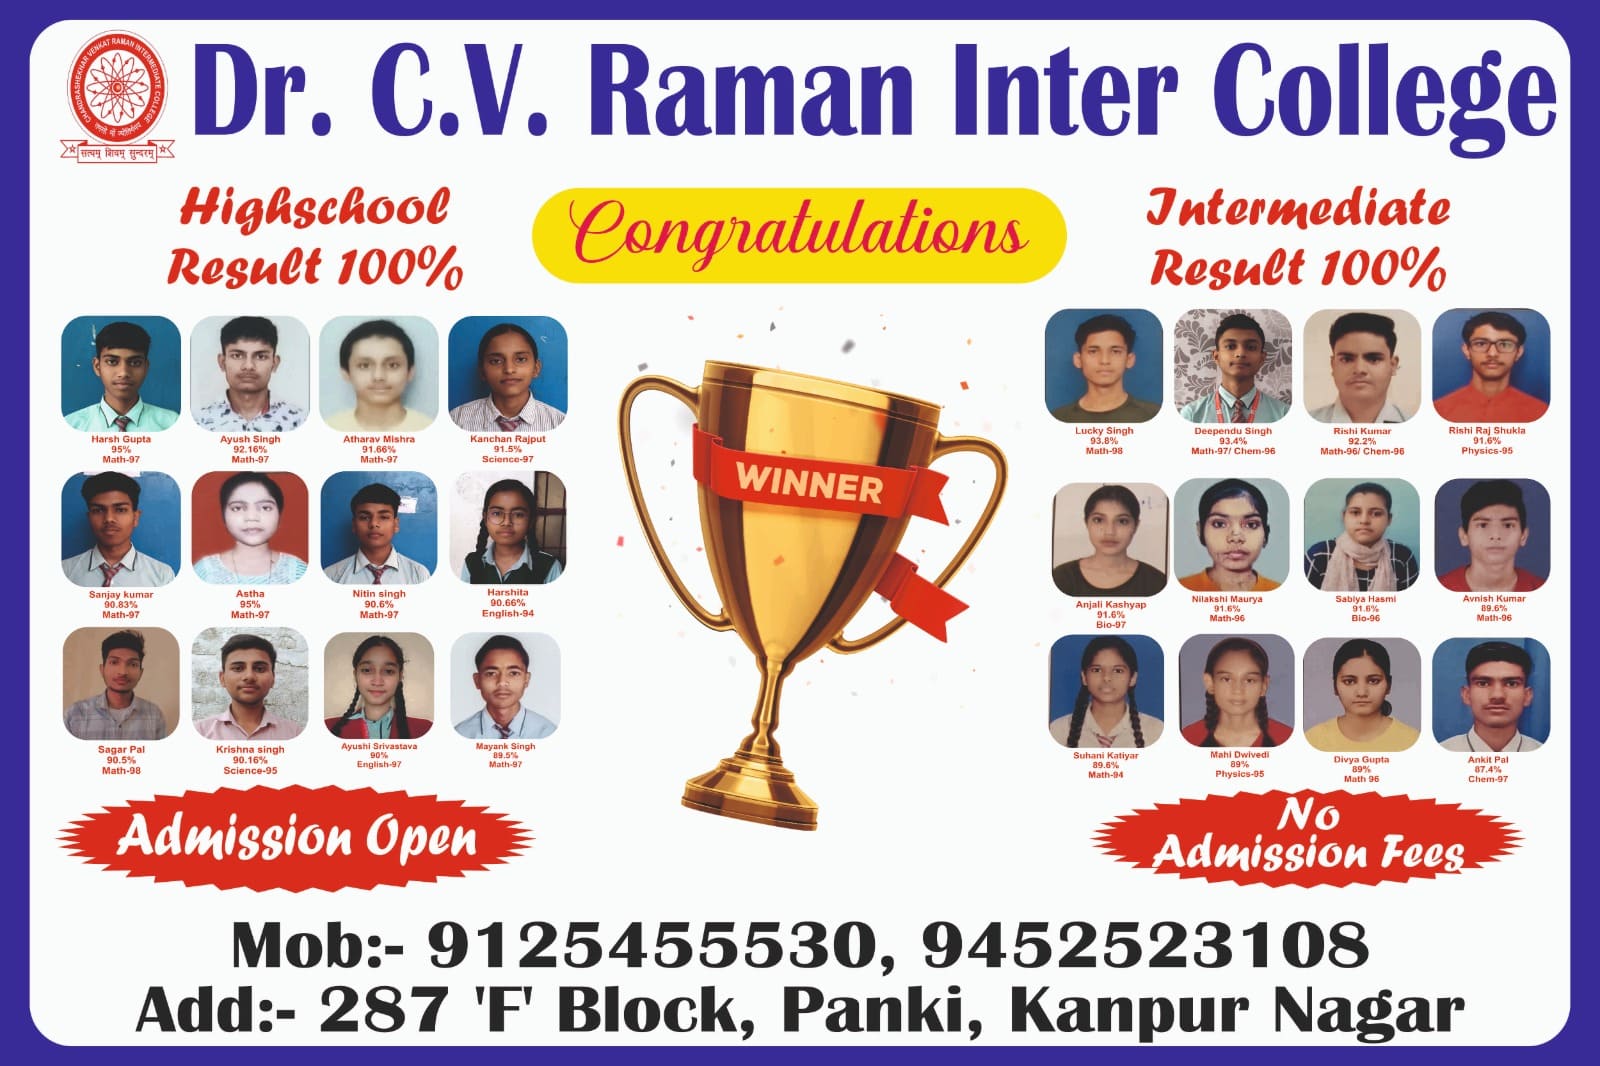 CHANDRASHEKHAR VENKAT RAMAN INTERMEDIATE COLLEGE
सत्यम् शिवम् सुन्दरम्
Dr. C.V. Raman Inter College
Highschool
Result 100%
Congratulations
Intermediate
Result 100%
Harsh Gupta
95%
Math-97
Ayush Singh
92.16%
Math-97
Atharav Mishra
91.66%
Math-97
Kanchan Rajput
91.5%
Science-97
Sanjay kumar
90.83%
Math-97
Astha
95%
Math-97
Nitin singh
90.6%
Math-97
Harshita
90.66%
English-94
Sagar Pal
90.5%
Math-98
Krishna singh
90.16%
Science-95
Ayushi Srivastava
90%
English-97
Mayank Singh
89.5%
Math-97
WINNER
Lucky Singh
93.8%
Math-98
Deependu Singh
93.4%
Math-97/ Chem-96
Rishi Kumar
92.2%
Math-96/ Chem-96
Rishi Raj Shukla
91.6%
Physics-95
Anjali Kashyap
91.6%
Bio-97
Nilakshi Maurya
91.6%
Math-96
Sabiya Hasmi
91.6%
Bio-96
Avnish Kumar
89.6%
Math-96
Suhani Katiyar
89.6%
Math-94
Mahi Dwivedi
89%
Physics-95
Divya Gupta
89%
Math 96
Ankit Pal
87.4%
Chem-97
Admission Open
No
Admission Fees
Mob:- 9125455530, 9452523108
Add:- 287 'F' Block, Panki, Kanpur Nagar